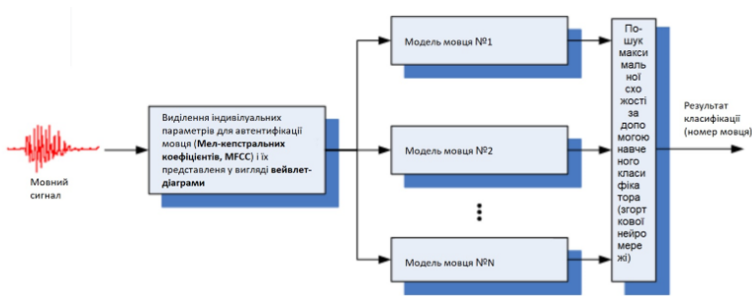 Мовний
сигнал
Виділення індивілуальних
параметрів для автентифікації
мовця (Мел-кепстральних
коефіцієнтів, MFCC) і їх
представленя у вигляді вейвлет-
діаграми
Модель мовця №1
Модель мовця №2
Модель мовця №N
По-
шук
макси
маль
ної
схо
жості
за
допо
могою
навче
ного
класи
фіка
тора
(згорт
кової
нейро
мере
жі)
Результат
класифікації
(номер мовця)